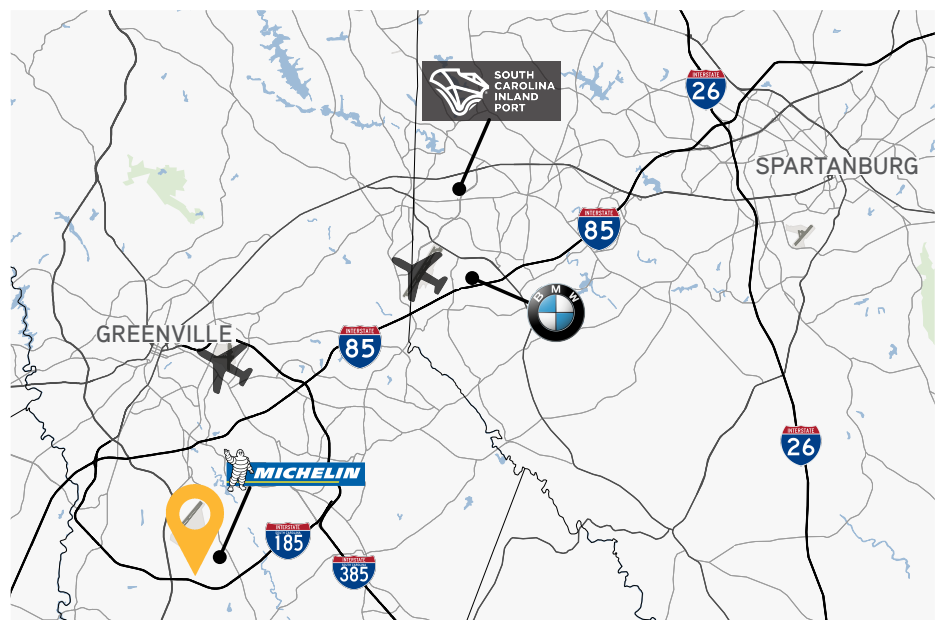 SOUTH
CAROLINA
INLAND
PORT
INTERSTATE
26
SPARTANBURG
INTERSTATE
85
BMW
GREENVILLE
INTERSTATE
85
INTERSTATE
26
MICHELIN
INTERSTATE
185
INTERSTATE
385